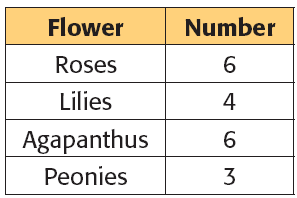 Flower Number
Roses 6
Lilies 4
Agapanthus 6
Peonies 3